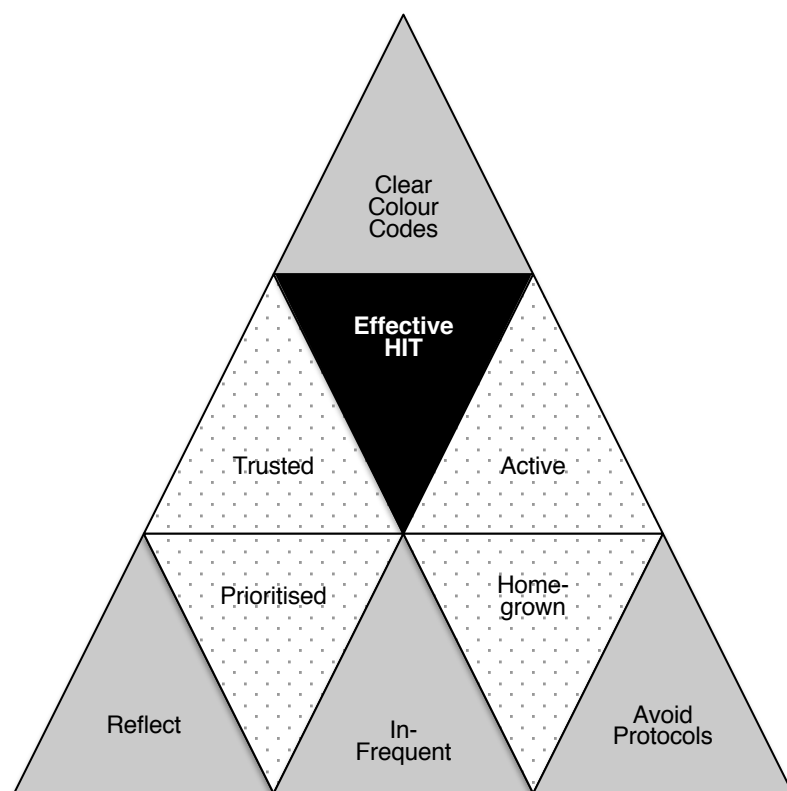 Clear
Colour
Codes
Effective
HIT
Trusted
Active
Prioritised
Home-
grown
Reflect
In-
Frequent
Avoid
Protocols